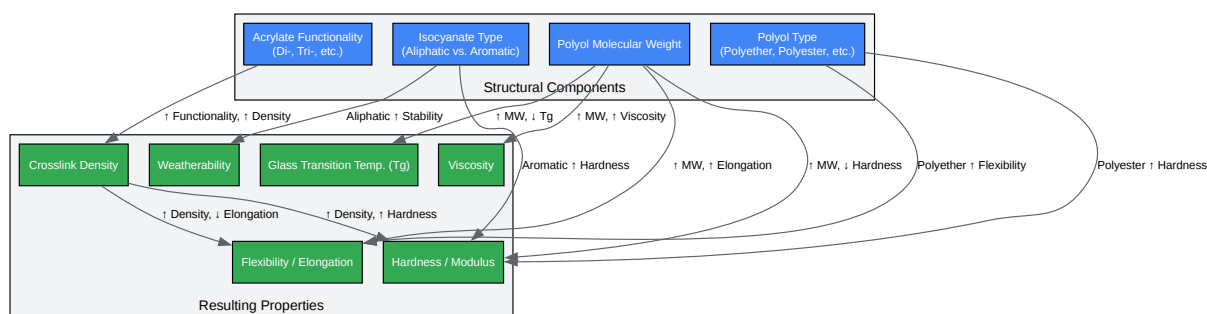 Acrylate Functionality
(Di-, Tri-, etc.)
Isocyanate Type
(Aliphatic vs. Aromatic)
Polyol Molecular Weight
Polyol Type
(Polyether, Polyester, etc.)
Structural Components
↑ Functionality, ↑ Density
Aliphatic ↑ Stability
↑ MW, ↓ Tg
↑ MW, ↑ Viscosity
Crosslink Density
Weatherability
Glass Transition Temp. (Tg)
Viscosity
Aromatic ↑ Hardness
↑ MW, ↑ Elongation
↑ MW, ↓ Hardness
Polyether ↑ Flexibility
Polyester ↑ Hardness
↑ Density, ↓ Elongation
↑ Density, ↑ Hardness
Flexibility / Elongation
Hardness / Modulus
Resulting Properties